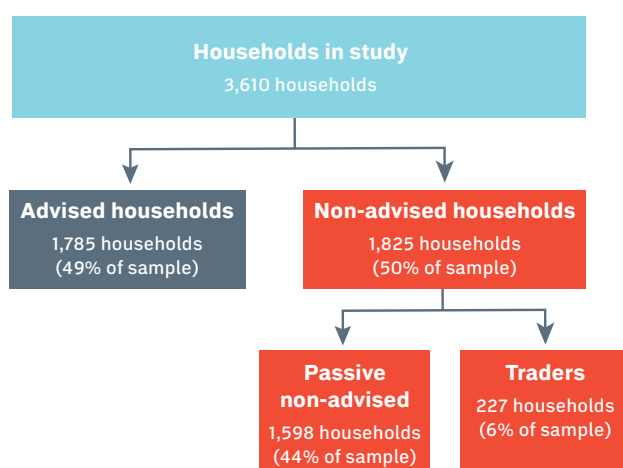 Households in study
3,610 households
Advised households
1,785 households
(49% of sample)
Non-advised households
1,825 households
(50% of sample)
Passive
non-advised
1,598 households
(44% of sample)
Traders
227 households
(6% of sample)